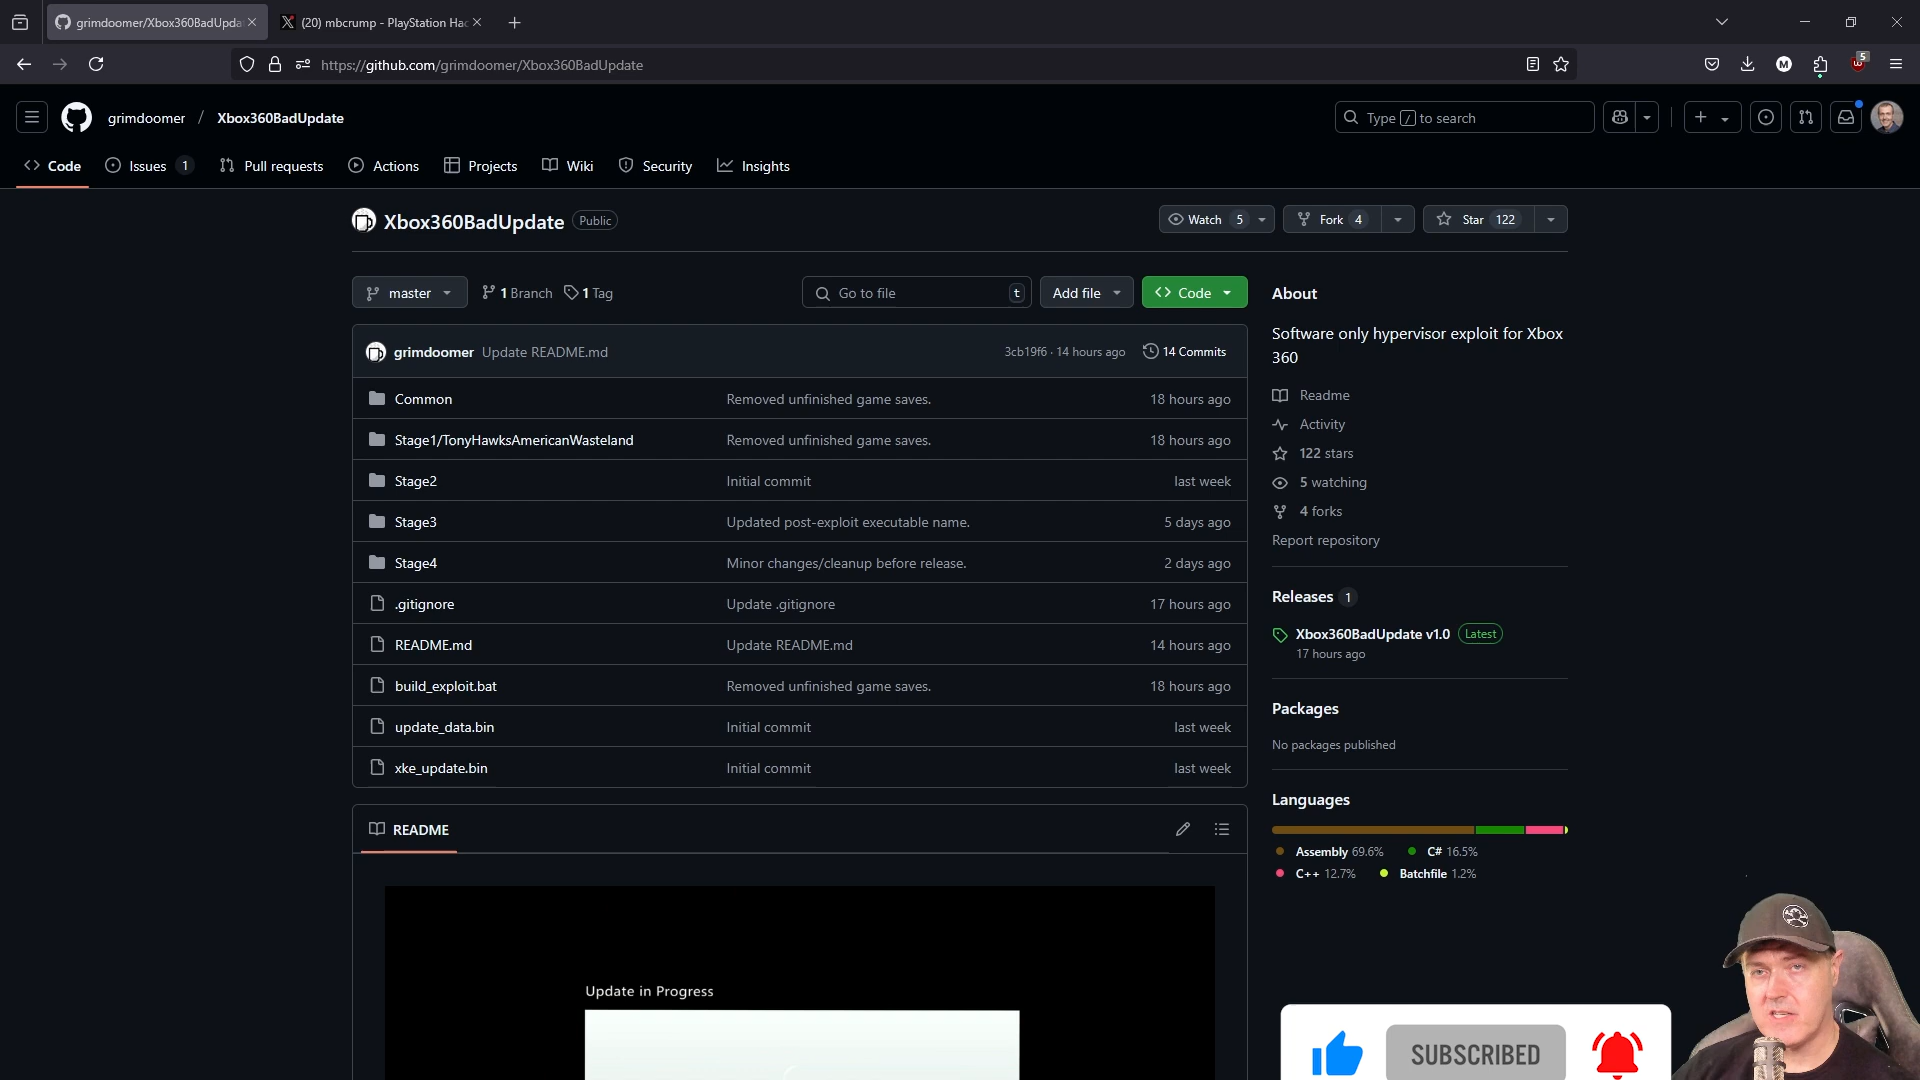 grimdoomer/Xbox360BadUpda
(20) mbcrump - PlayStation Hac
https://github.com/grimdoomer/Xbox360BadUpdate
M
5
grimdoomer / Xbox360BadUpdate
Type / to search
Code
Issues 1
Pull requests
Actions
Projects
Wiki
Security
Insights
Xbox360BadUpdate Public
Watch 5
Fork 4
Star 122
master
1 Branch
1 Tag
Go to file t
Add file
Code
grimdoomer Update README.md 3cb19f6 · 14 hours ago 14 Commits
Common Removed unfinished game saves. 18 hours ago
Stage1/TonyHawksAmericanWasteland Removed unfinished game saves. 18 hours ago
Stage2 Initial commit last week
Stage3 Updated post-exploit executable name. 5 days ago
Stage4 Minor changes/cleanup before release. 2 days ago
.gitignore Update .gitignore 17 hours ago
README.md Update README.md 14 hours ago
build_exploit.bat Removed unfinished game saves. 18 hours ago
update_data.bin Initial commit last week
xke_update.bin Initial commit last week
README
Update in Progress
About
Software only hypervisor exploit for Xbox
360
Readme
Activity
122 stars
5 watching
4 forks
Report repository
Releases 1
Xbox360BadUpdate v1.0 Latest
17 hours ago
Packages
No packages published
Languages
Assembly 69.6% C# 16.5%
C++ 12.7% Batchfile 1.2%
SUBSCRIBED